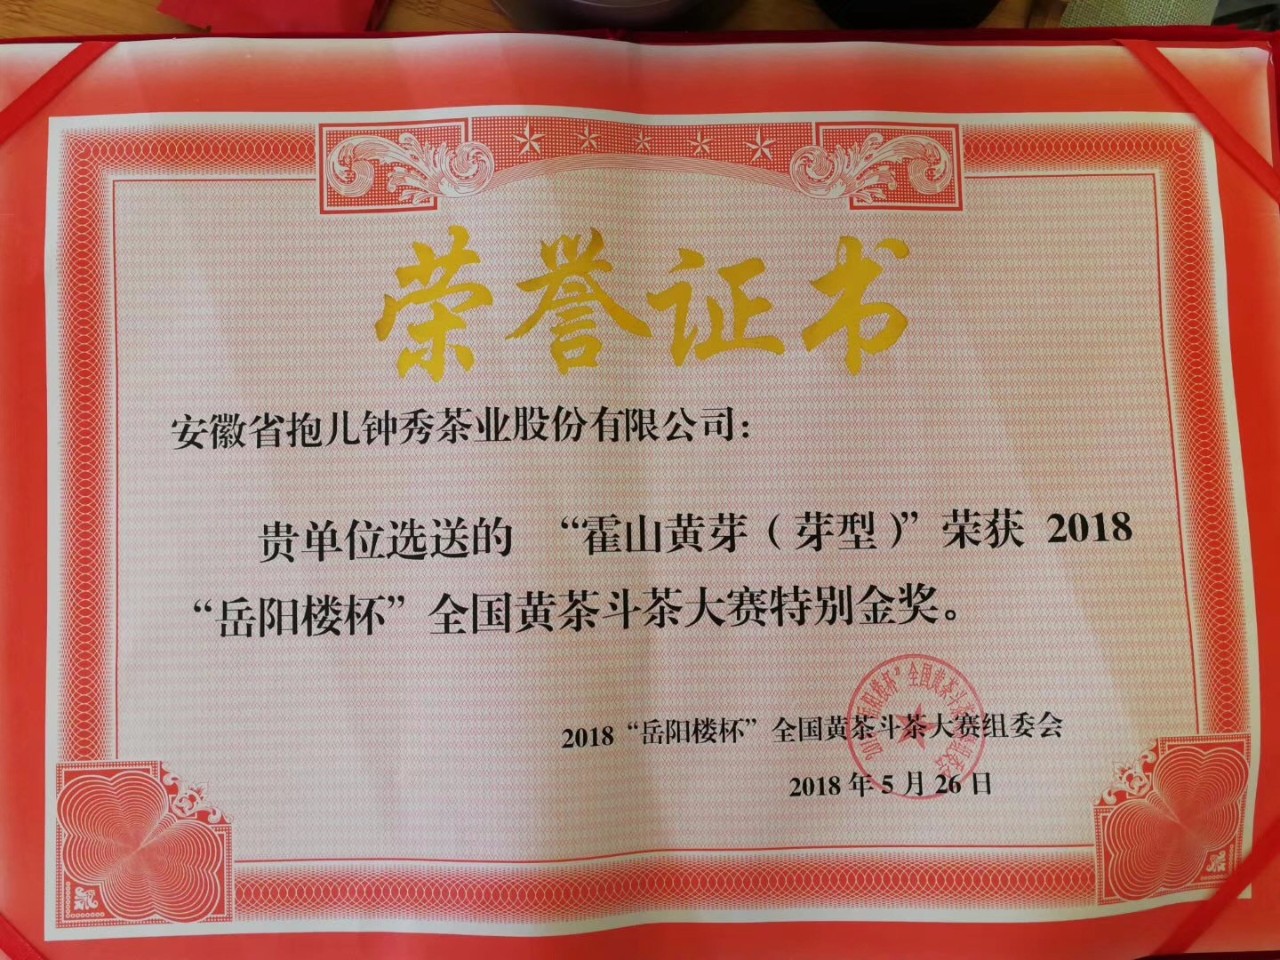 荣誉证书
安徽省抱儿钟秀茶业股份有限公司：
贵单位选送的 “霍山黄芽（芽型）”荣获 2018
“岳阳楼杯”全国黄茶斗茶大赛特别金奖。
2018“岳阳楼杯”全国黄茶斗茶大赛组委会
2018年5月26日